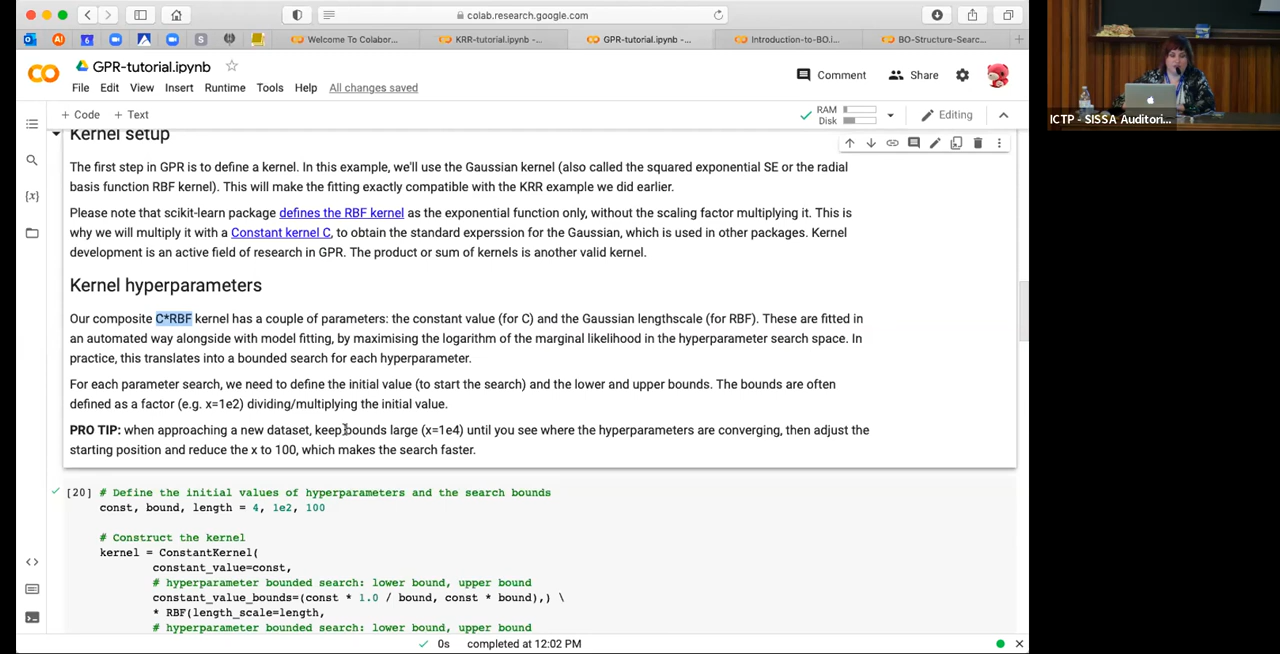 colab.research.google.com
Welcome To Colabor...
KRR-tutorial.ipynb -...
GPR-tutorial.ipynb -...
Introduction-to-BO.i...
BO-Structure-Searc...
GPR-tutorial.ipynb
Comment
Share
File Edit View Insert Runtime Tools Help All changes saved
+ Code + Text
RAM
Disk
Editing
Kernel setup
The first step in GPR is to define a kernel. In this example, we'll use the Gaussian kernel (also called the squared exponential SE or the radial
basis function RBF kernel). This will make the fitting exactly compatible with the KRR example we did earlier.
Please note that scikit-learn package defines the RBF kernel as the exponential function only, without the scaling factor multiplying it. This is
why we will multiply it with a Constant kernel C, to obtain the standard experssion for the Gaussian, which is used in other packages. Kernel
development is an active field of research in GPR. The product or sum of kernels is another valid kernel.
Kernel hyperparameters
Our composite C*RBF kernel has a couple of parameters: the constant value (for C) and the Gaussian lengthscale (for RBF). These are fitted in
an automated way alongside with model fitting, by maximising the logarithm of the marginal likelihood in the hyperparameter search space. In
practice, this translates into a bounded search for each hyperparameter.
For each parameter search, we need to define the initial value (to start the search) and the lower and upper bounds. The bounds are often
defined as a factor (e.g. x=1e2) dividing/multiplying the initial value.
PRO TIP: when approaching a new dataset, keep bounds large (x=1e4) until you see where the hyperparameters are converging, then adjust the
starting position and reduce the x to 100, which makes the search faster.
[20] # Define the initial values of hyperparameters and the search bounds
const, bound, length = 4, 1e2, 100
# Construct the kernel
kernel = ConstantKernel(
constant_value=const,
# hyperparameter bounded search: lower bound, upper bound
constant_value_bounds=(const * 1.0 / bound, const * bound),) \
* RBF(length_scale=length,
# hyperparameter bounded search: lower bound, upper bound
0s completed at 12:02 PM
ICTP - SISSA Auditori...